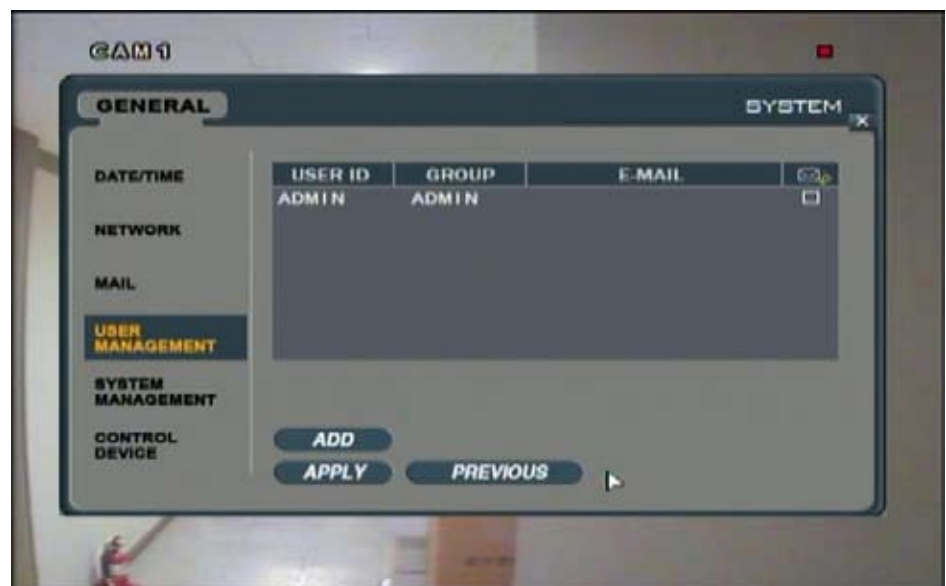 CAM1
GENERAL
SYSTEM
DATE/TIME
NETWORK
MAIL
USER
MANAGEMENT
SYSTEM
MANAGEMENT
CONTROL
DEVICE
USER ID GROUP E-MAIL
ADMIN ADMIN
ADD
APPLY PREVIOUS